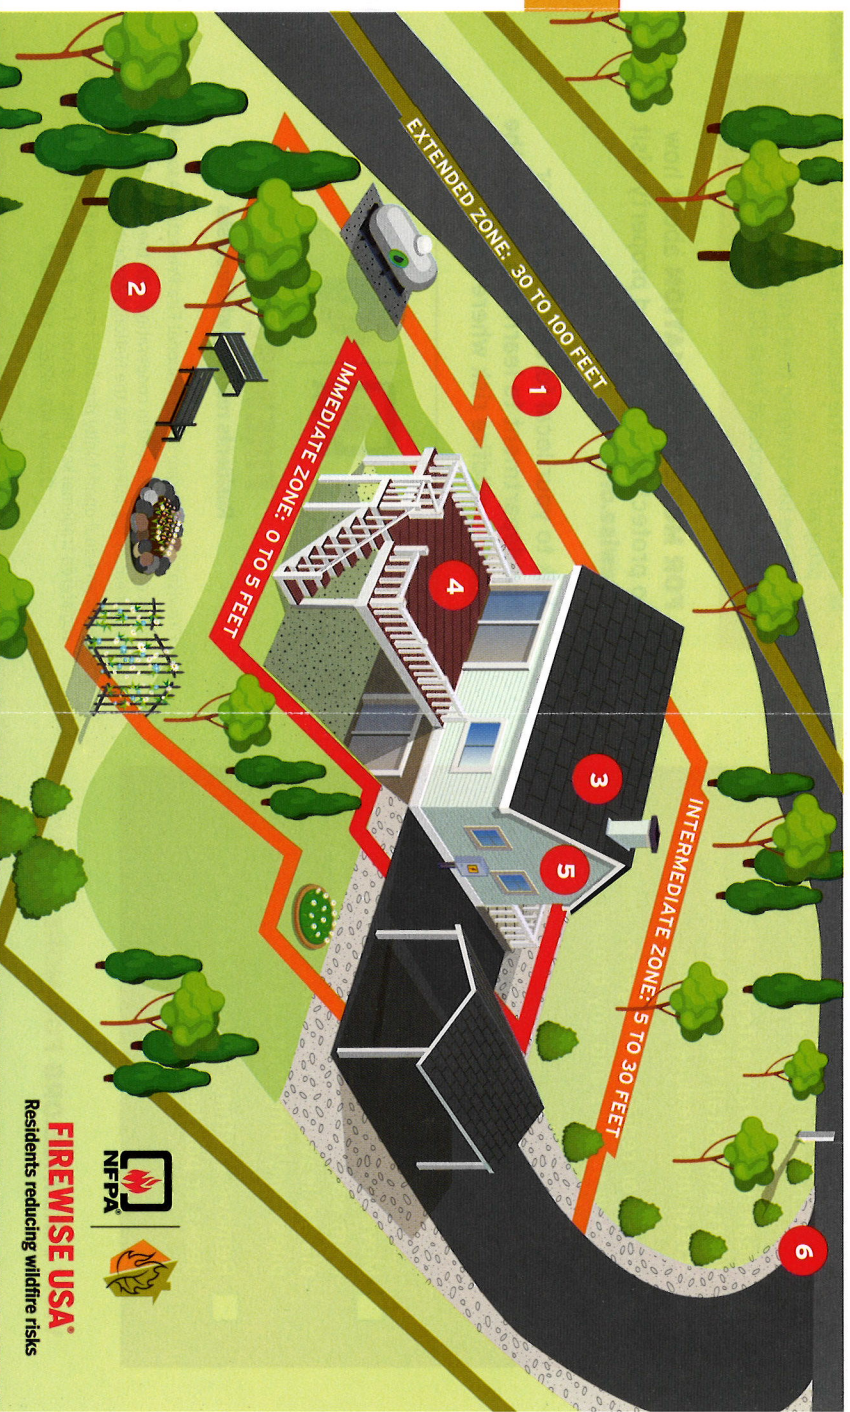 EXTENDED ZONE: 30 TO 100 FEET
1
INTERMEDIATE ZONE: 5 TO 30 FEET
6
3
5
4
IMMEDIATE ZONE: 0 TO 5 FEET
2
NFPA®
FIREWISE USA®
Residents reducing wildfire risks